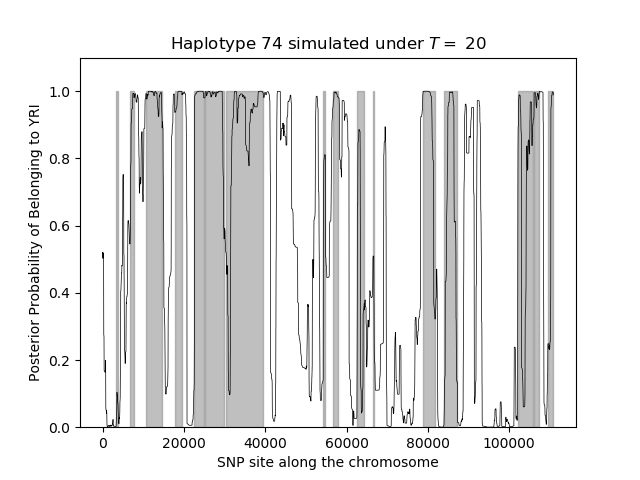 Haplotype 74 simulated under T = 20
Posterior Probability of Belonging to YRI
1.0
0.8
0.6
0.4
0.2
0.0
0 20000 40000 60000 80000 100000
SNP site along the chromosome